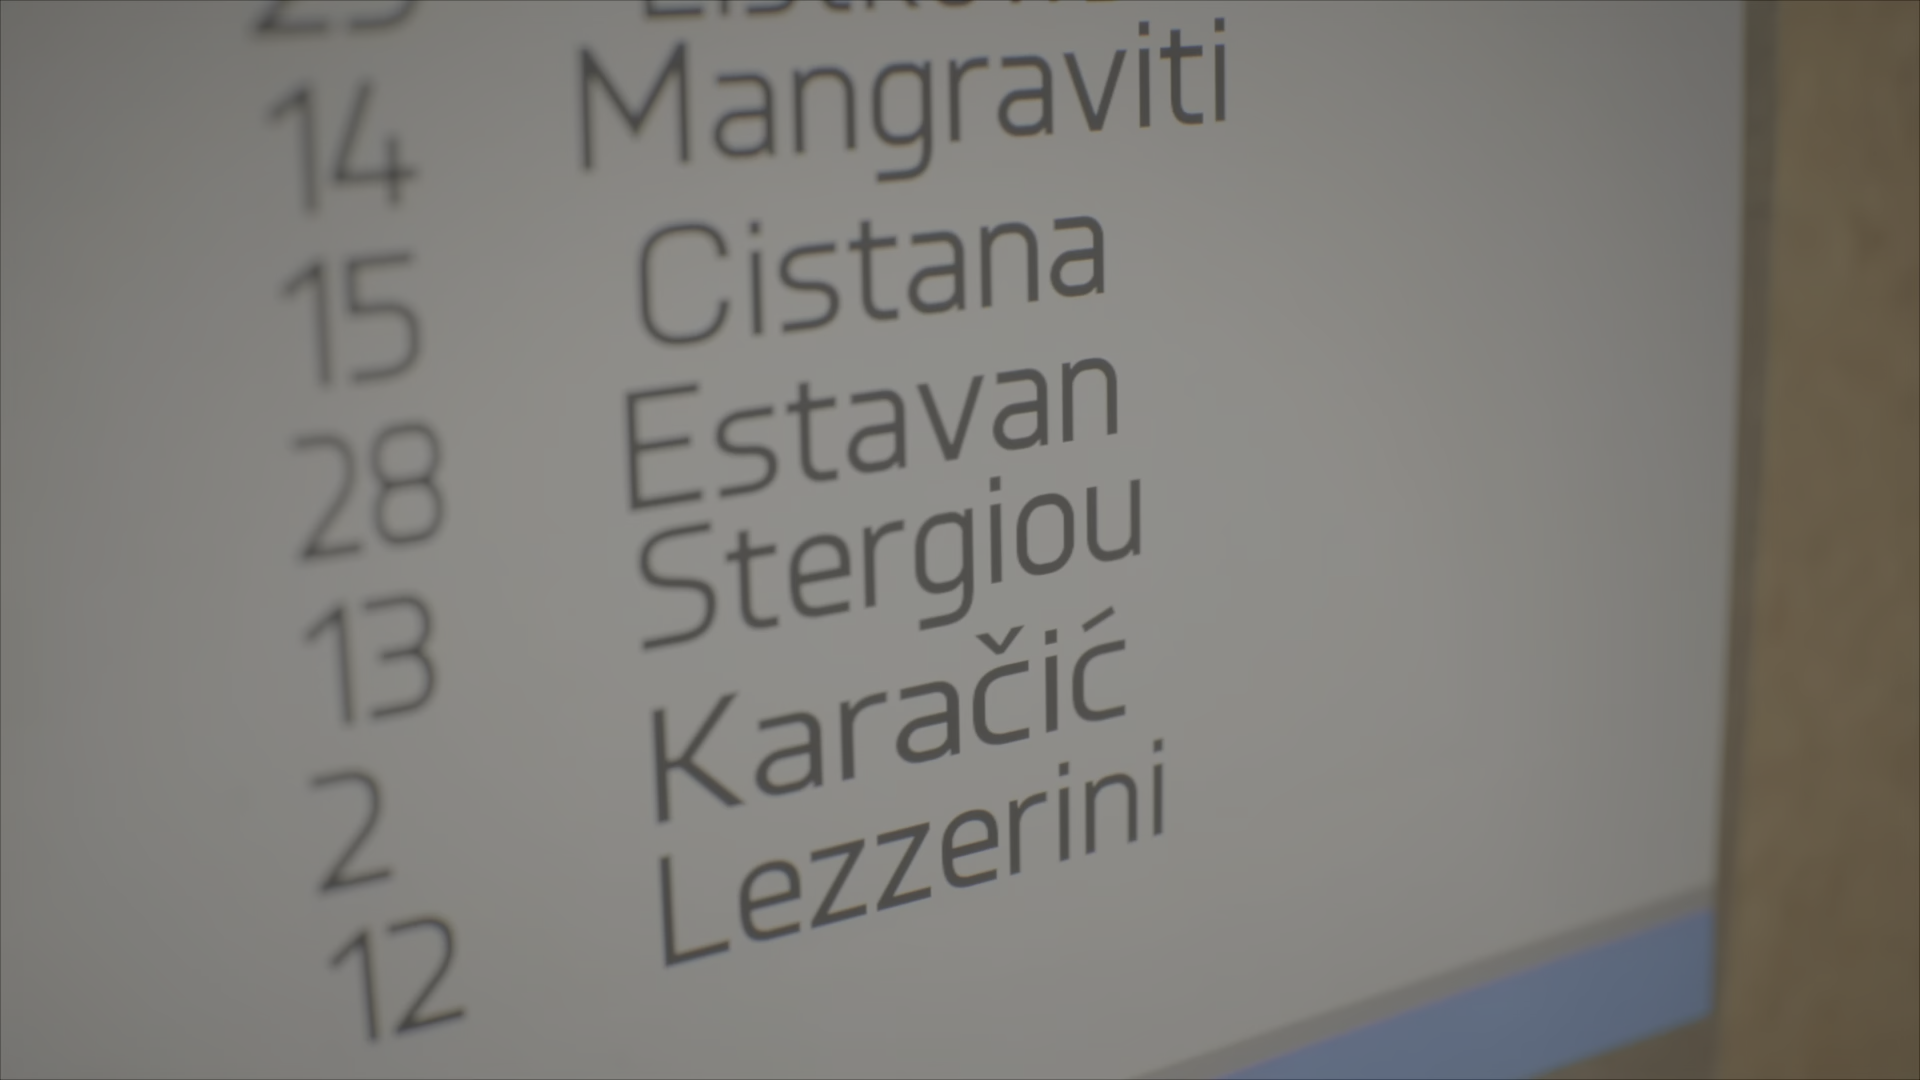 14 Mangraviti
15 Cistana
28 Estavan
13 Stergiou
2 Karačić
12 Lezzerini